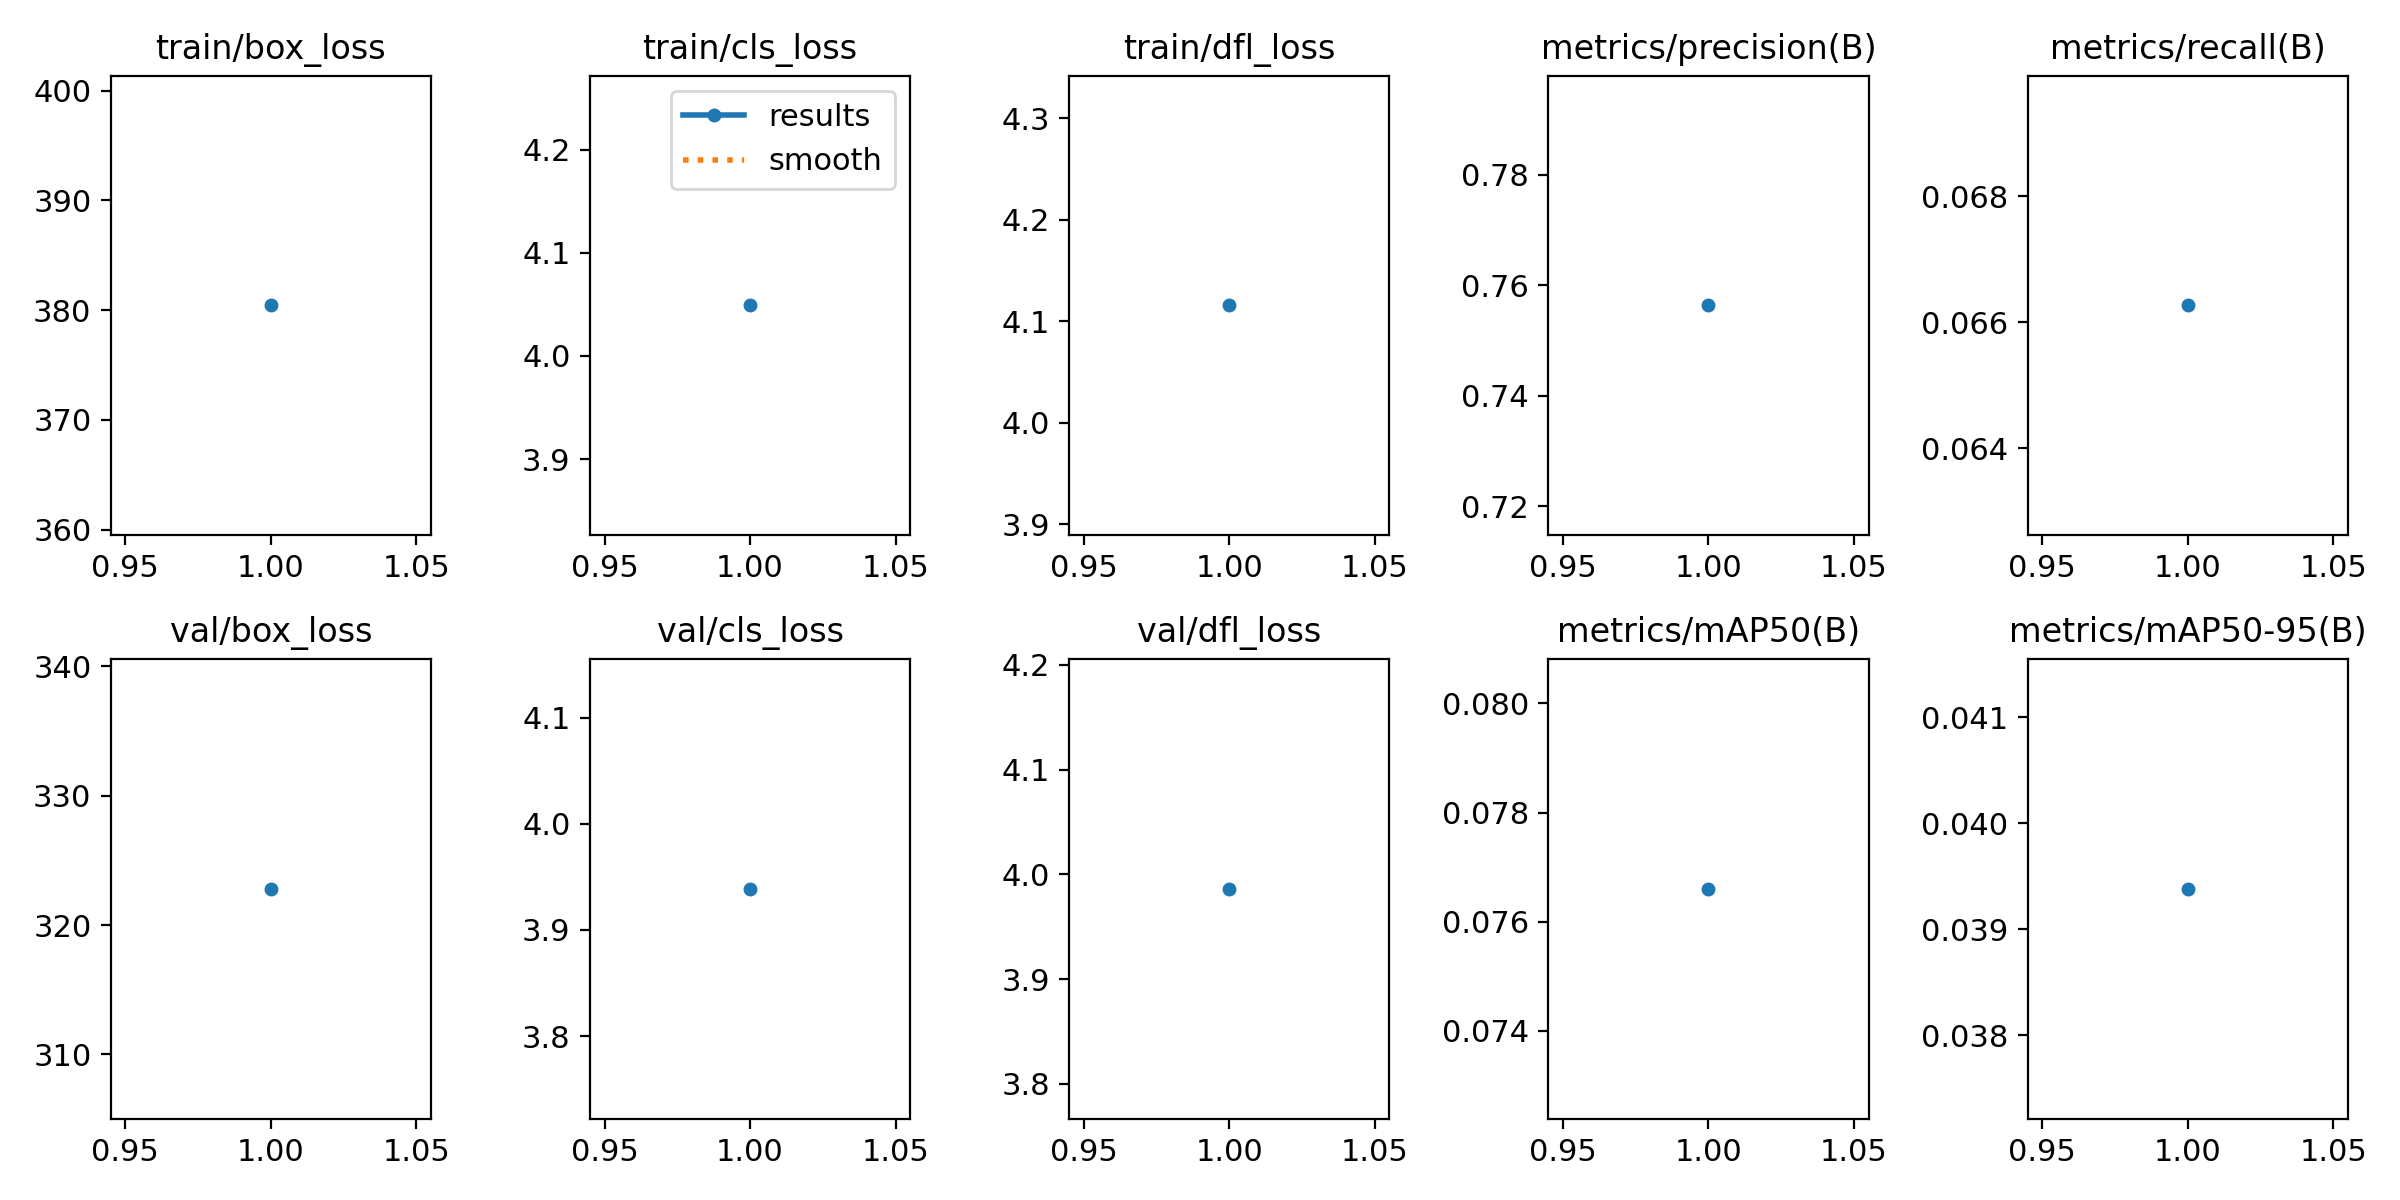 train/box_loss
400
390
380
370
360
0.95 1.00 1.05
train/cls_loss
results
smooth
4.2
4.1
4.0
3.9
0.95 1.00 1.05
train/dfl_loss
4.3
4.2
4.1
4.0
3.9
0.95 1.00 1.05
metrics/precision(B)
0.78
0.76
0.74
0.72
0.95 1.00 1.05
metrics/recall(B)
0.068
0.066
0.064
0.95 1.00 1.05
val/box_loss
340
330
320
310
0.95 1.00 1.05
val/cls_loss
4.1
4.0
3.9
3.8
0.95 1.00 1.05
val/dfl_loss
4.2
4.1
4.0
3.9
3.8
0.95 1.00 1.05
metrics/mAP50(B)
0.080
0.078
0.076
0.074
0.95 1.00 1.05
metrics/mAP50-95(B)
0.041
0.040
0.039
0.038
0.95 1.00 1.05